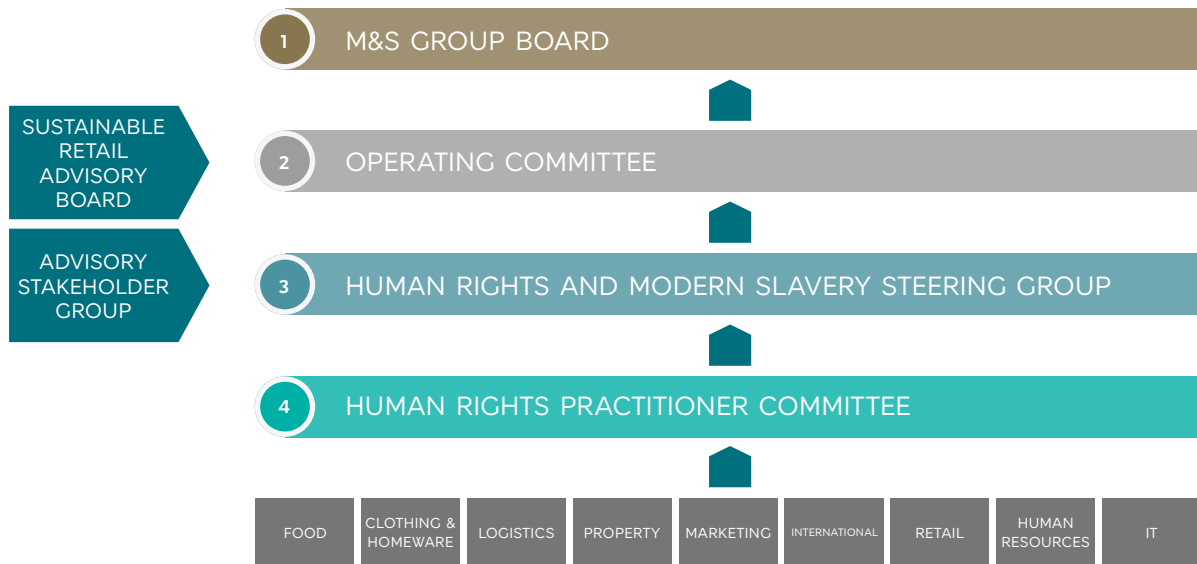 1
M&S GROUP BOARD
SUSTAINABLE
RETAIL
ADVISORY
BOARD
2
OPERATING COMMITTEE
ADVISORY
STAKEHOLDER
GROUP
3
HUMAN RIGHTS AND MODERN SLAVERY STEERING GROUP
4
HUMAN RIGHTS PRACTITIONER COMMITTEE
FOOD
CLOTHING &
HOMEWARE
LOGISTICS
PROPERTY
MARKETING
INTERNATIONAL
RETAIL
HUMAN
RESOURCES
IT